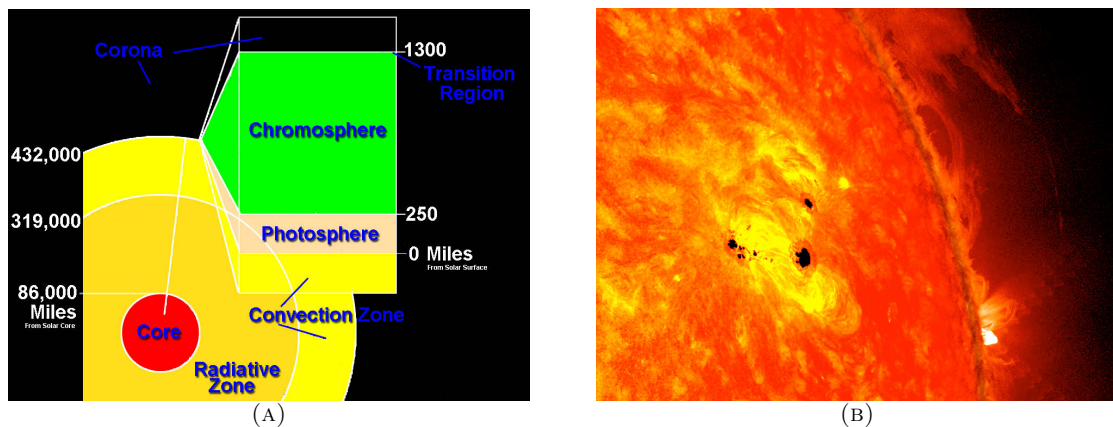 Corona
1300
Transition
Region
Chromosphere
432,000
319,000
250
Photosphere
0 Miles
From Solar Surface
86,000
Miles
From Solar Core
Core
Convection Zone
Radiative
Zone
(A)
(B)